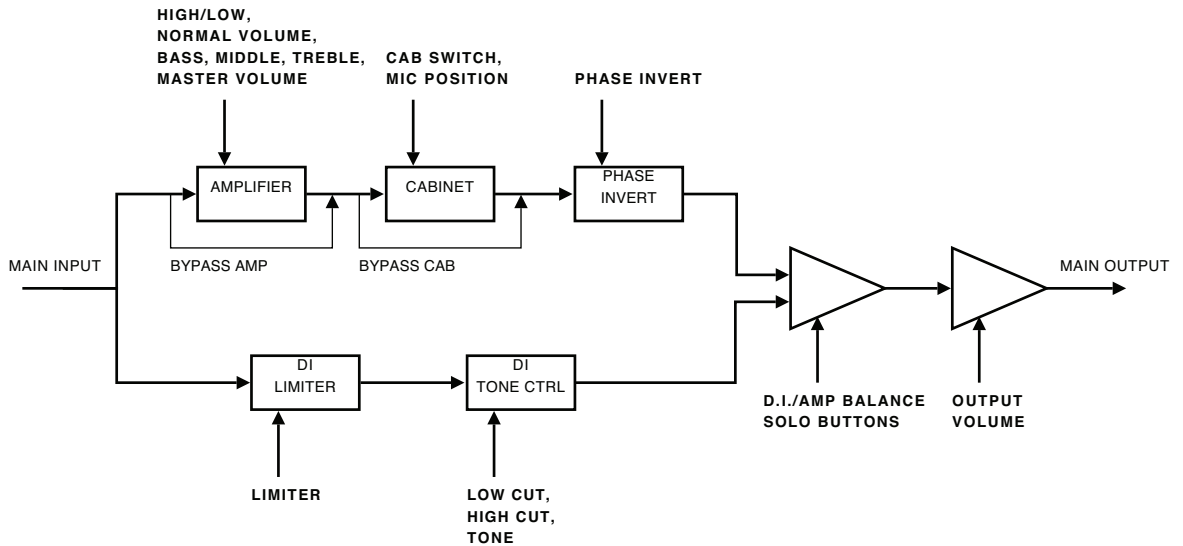 HIGH/LOW,
NORMAL VOLUME,
BASS, MIDDLE, TREBLE,
MASTER VOLUME
CAB SWITCH,
MIC POSITION
PHASE INVERT
AMPLIFIER
CABINET
PHASE
INVERT
BYPASS AMP
BYPASS CAB
MAIN INPUT
MAIN OUTPUT
DI
LIMITER
DI
TONE CTRL
D.I./AMP BALANCE
SOLO BUTTONS
OUTPUT
VOLUME
LIMITER
LOW CUT,
HIGH CUT,
TONE